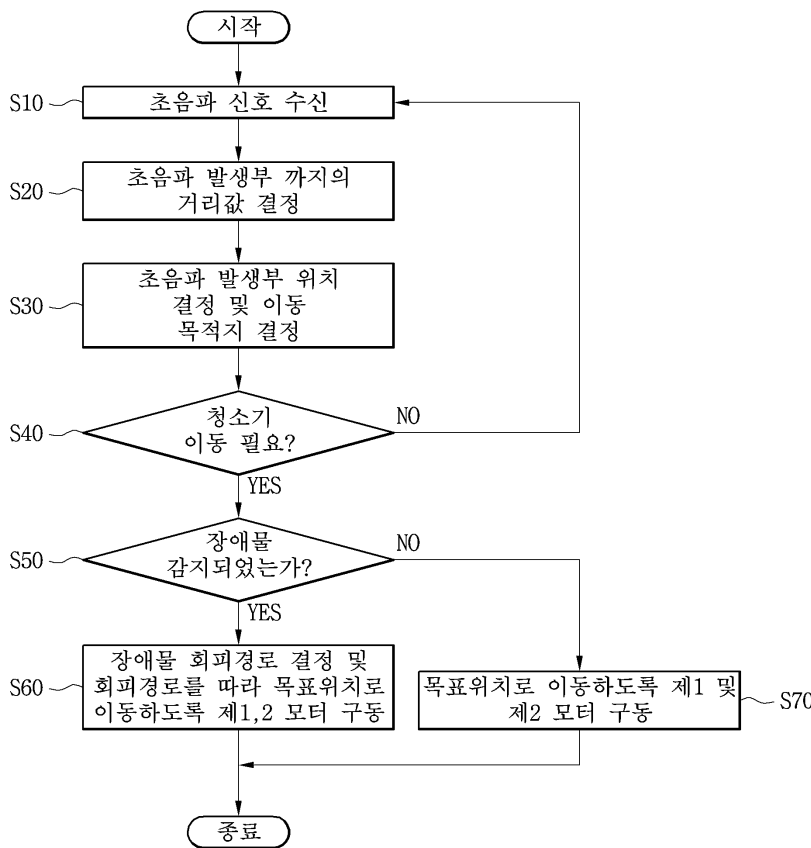 시작
S10
초음파 신호 수신
S20
초음파 발생부 까지의
거리값 결정
S30
초음파 발생부 위치
결정 및 이동
목적지 결정
S40
청소기
이동 필요?
NO
YES
S50
장애물
감지되었는가?
NO
YES
S60
장애물 회피경로 결정 및
회피경로를 따라 목표위치로
이동하도록 제1,2 모터 구동
목표위치로 이동하도록 제1 및
제2 모터 구동
S70
종료